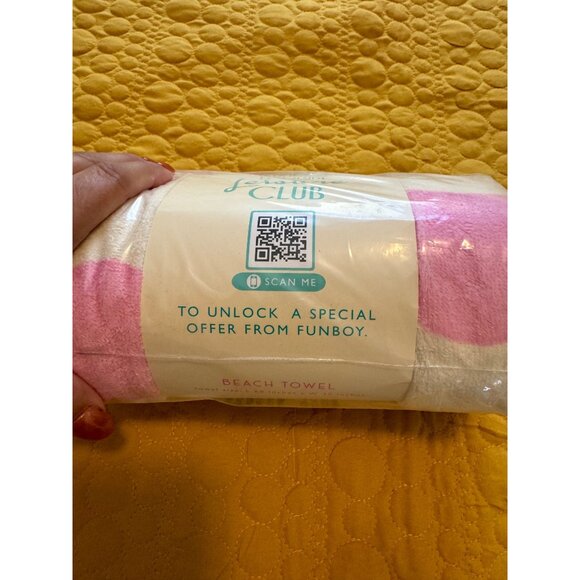 CLUB
SCAN ME
TO UNLOCK A SPECIAL
OFFER FROM FUNBOY.
BEACH TOWEL